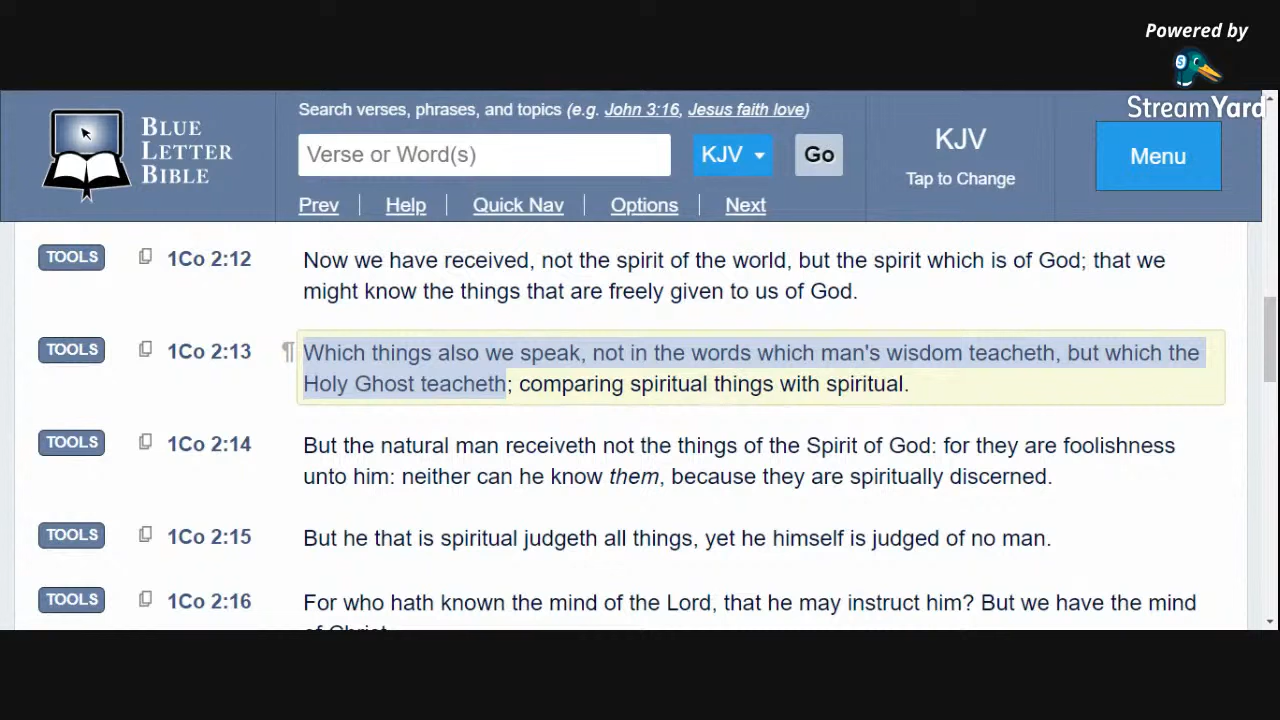 Powered by
StreamYard
BLUE
LETTER
BIBLE
Search verses, phrases, and topics (e.g. John 3:16, Jesus faith love)
Verse or Word(s)
KJV
Go
Prev
Help
Quick Nav
Options
Next
KJV
Tap to Change
Menu
TOOLS 1Co 2:12 Now we have received, not the spirit of the world, but the spirit which is of God; that we
might know the things that are freely given to us of God.
TOOLS 1Co 2:13 ¶ Which things also we speak, not in the words which man's wisdom teacheth, but which the
Holy Ghost teacheth; comparing spiritual things with spiritual.
TOOLS 1Co 2:14 But the natural man receiveth not the things of the Spirit of God: for they are foolishness
unto him: neither can he know them, because they are spiritually discerned.
TOOLS 1Co 2:15 But he that is spiritual judgeth all things, yet he himself is judged of no man.
TOOLS 1Co 2:16 For who hath known the mind of the Lord, that he may instruct him? But we have the mind
of Christ